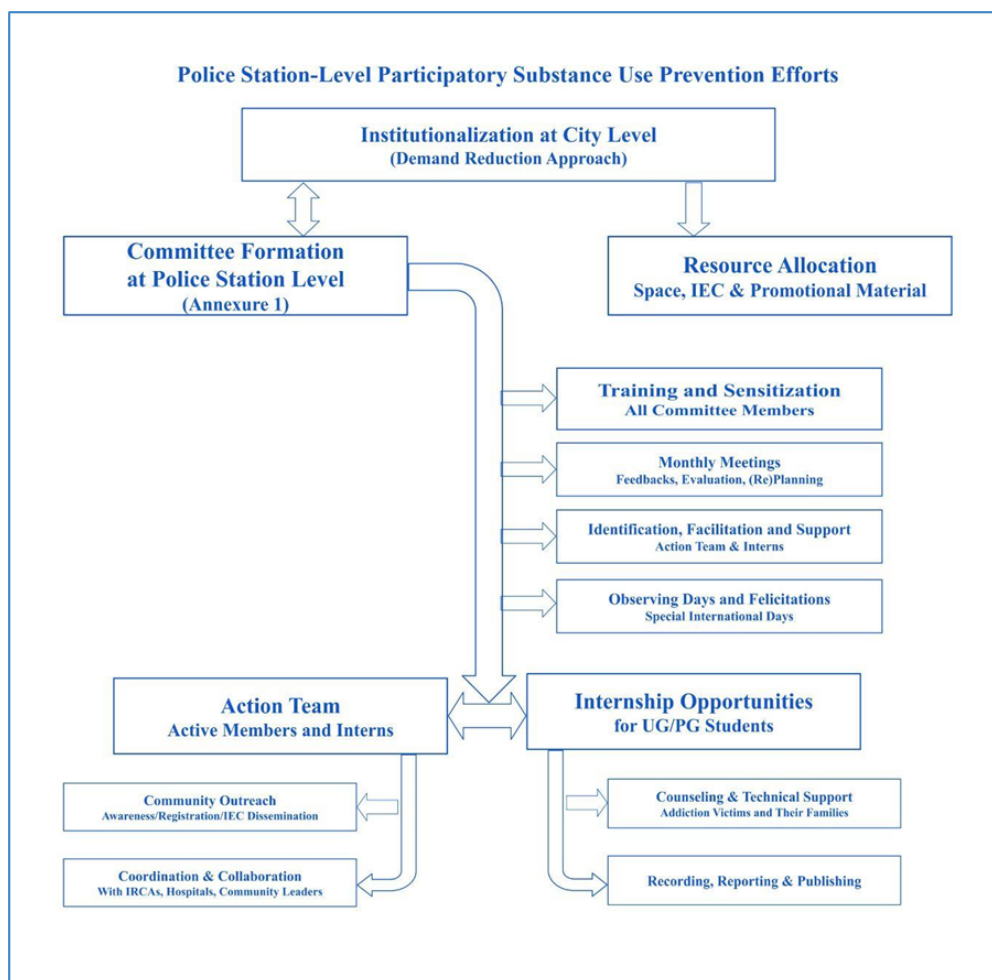 Police Station-Level Participatory Substance Use Prevention Efforts
Institutionalization at City Level
(Demand Reduction Approach)
Committee Formation
at Police Station Level
(Annexure 1)
Resource Allocation
Space, IEC & Promotional Material
Training and Sensitization
All Committee Members
Monthly Meetings
Feedbacks, Evaluation, (Re)Planning
Identification, Facilitation and Support
Action Team & Interns
Observing Days and Felicitations
Special International Days
Action Team
Active Members and Interns
Internship Opportunities
for UG/PG Students
Community Outreach
Awareness/Registration/IEC Dissemination
Coordination & Collaboration
With IRCAs, Hospitals, Community Leaders
Counseling & Technical Support
Addiction Victims and Their Families
Recording, Reporting & Publishing